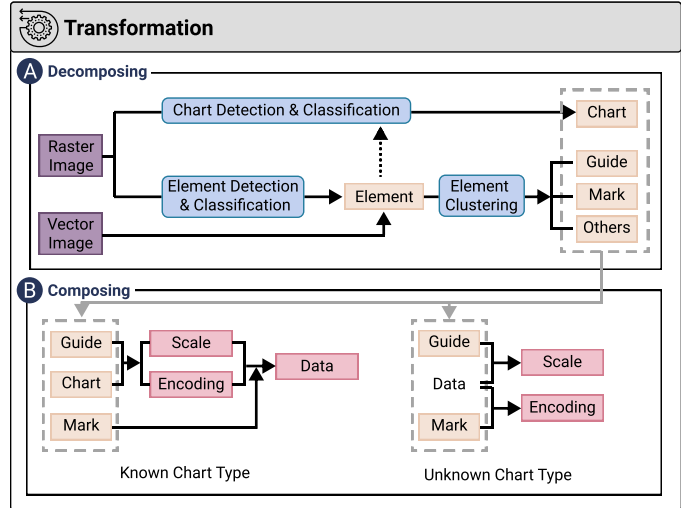 Transformation
A Decomposing
Chart Detection & Classification
Chart
Raster
Image
Guide
Element Detection
& Classification
Element
Element
Clustering
Mark
Vector
Image
Others
B Composing
Guide
Scale
Chart
Encoding
Data
Mark
Known Chart Type
Guide
Data
Mark
Scale
Encoding
Unknown Chart Type